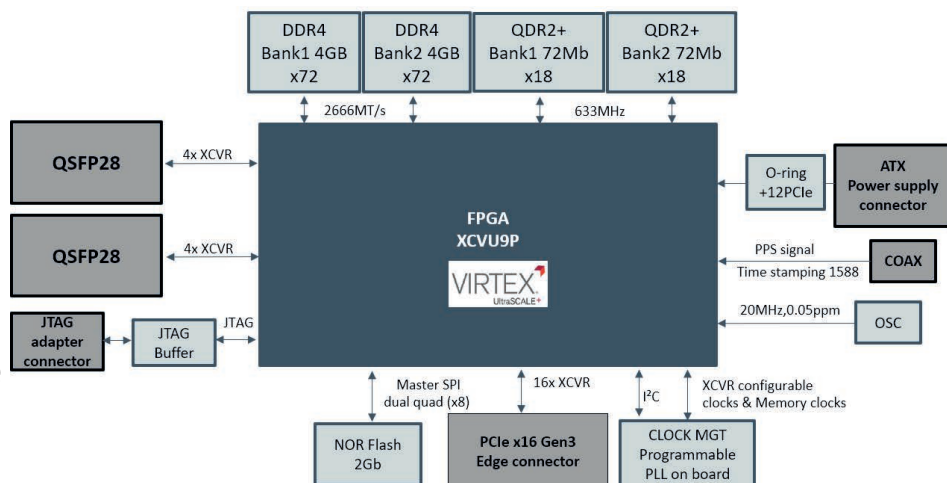 DDR4
Bank1 4GB
x72
DDR4
Bank2 4GB
x72
QDR2+
Bank1 72Mb
x18
QDR2+
Bank2 72Mb
x18
2666MT/s
633MHz
QSFP28
4x XCVR
QSFP28
4x XCVR
JTAG
adapter
connector
JTAG
Buffer
JTAG
FPGA
XCVU9P
VIRTEX
UltraSCALE+
O-ring
+12PCIe
ATX
Power supply
connector
PPS signal
Time stamping 1588
COAX
20MHz,0.05ppm
OSC
Master SPI
dual quad (x8)
16x XCVR
I²C
XCVR configurable
clocks & Memory clocks
NOR Flash
2Gb
PCIe x16 Gen3
Edge connector
CLOCK MGT
Programmable
PLL on board